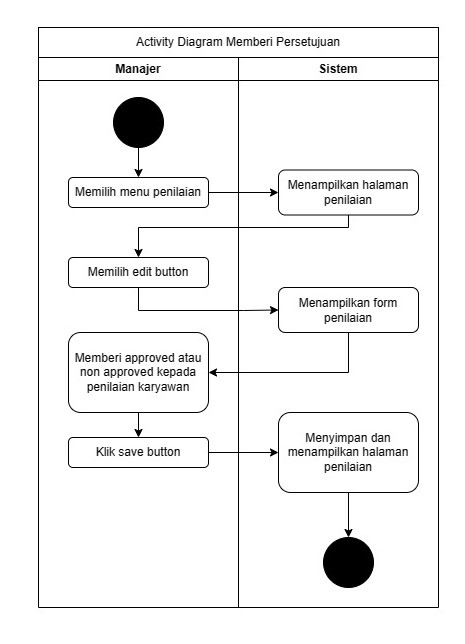 Activity Diagram Memberi Persetujuan
Manajer
Sistem
Memilih menu penilaian
Menampilkan halaman
penilaian
Memilih edit button
Menampilkan form
penilaian
Memberi approved atau
non approved kepada
penilaian karyawan
Klik save button
Menyimpan dan
menampilkan halaman
penilaian